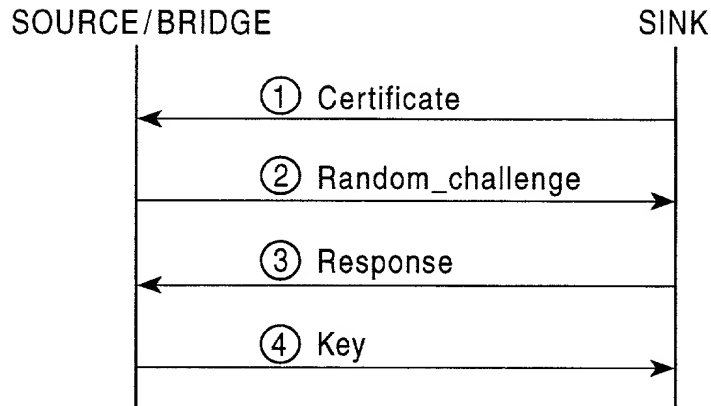 SOURCE/BRIDGE SINK
① Certificate
② Random_challenge
③ Response
④ Key